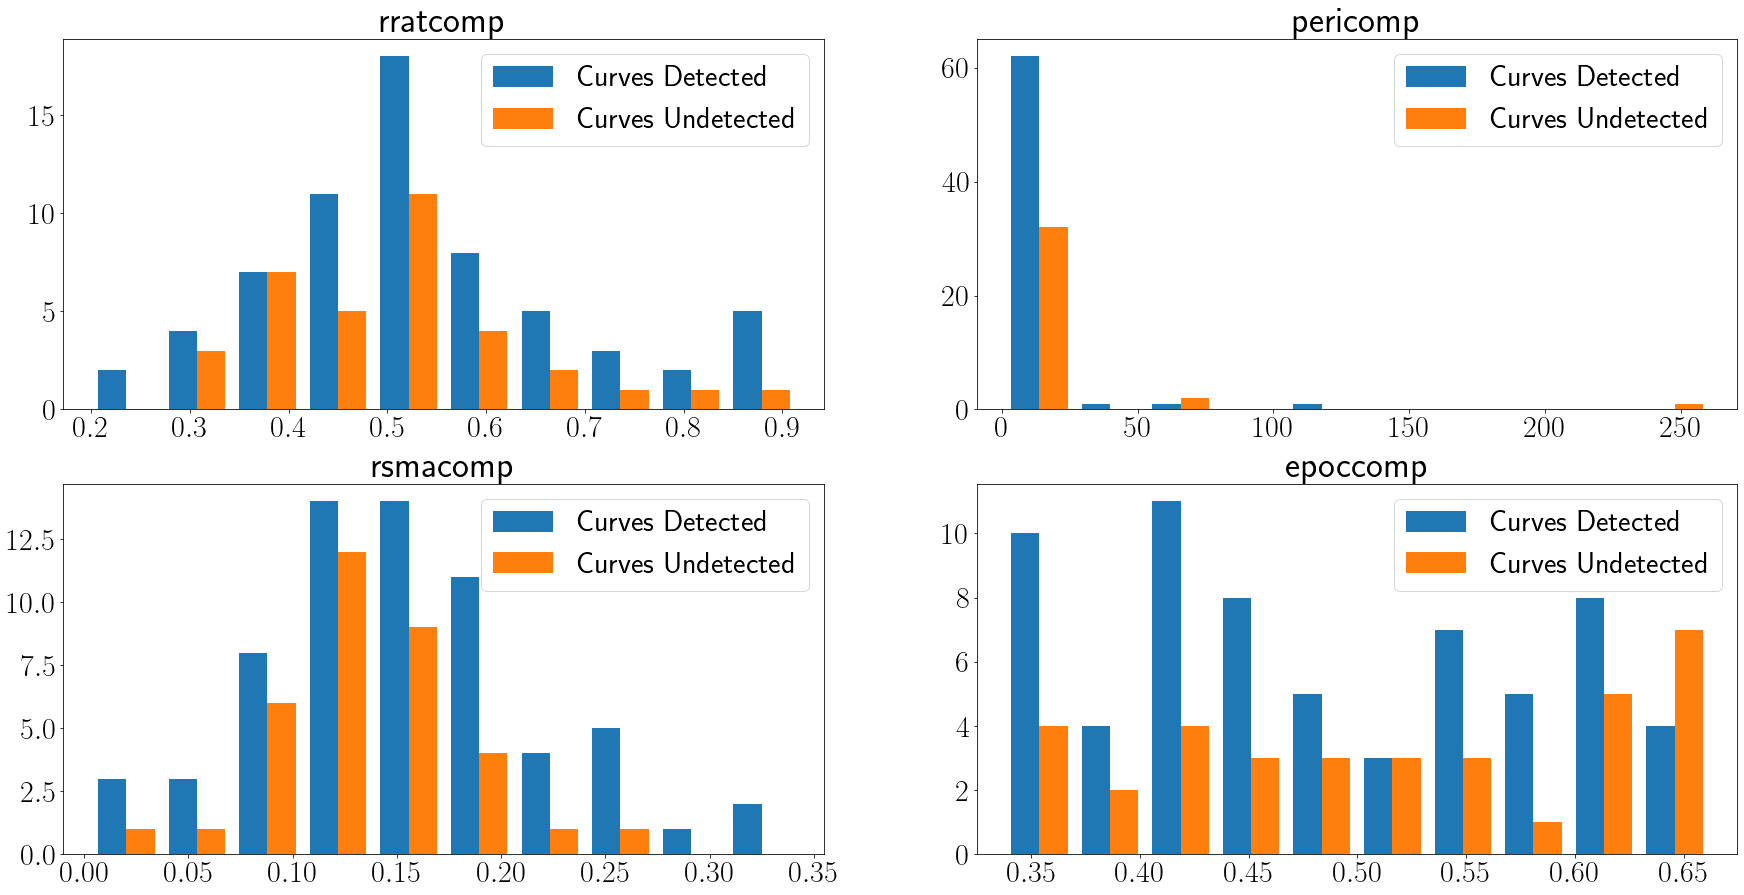 rratcomp
Curves Detected
Curves Undetected
15
10
5
0
0.2 0.3 0.4 0.5 0.6 0.7 0.8 0.9
pericomp
Curves Detected
Curves Undetected
60
40
20
0
0 50 100 150 200 250
rsmacomp
Curves Detected
Curves Undetected
12.5
10.0
7.5
5.0
2.5
0.0
0.00 0.05 0.10 0.15 0.20 0.25 0.30 0.35
epoccomp
Curves Detected
Curves Undetected
10
8
6
4
2
0
0.35 0.40 0.45 0.50 0.55 0.60 0.65